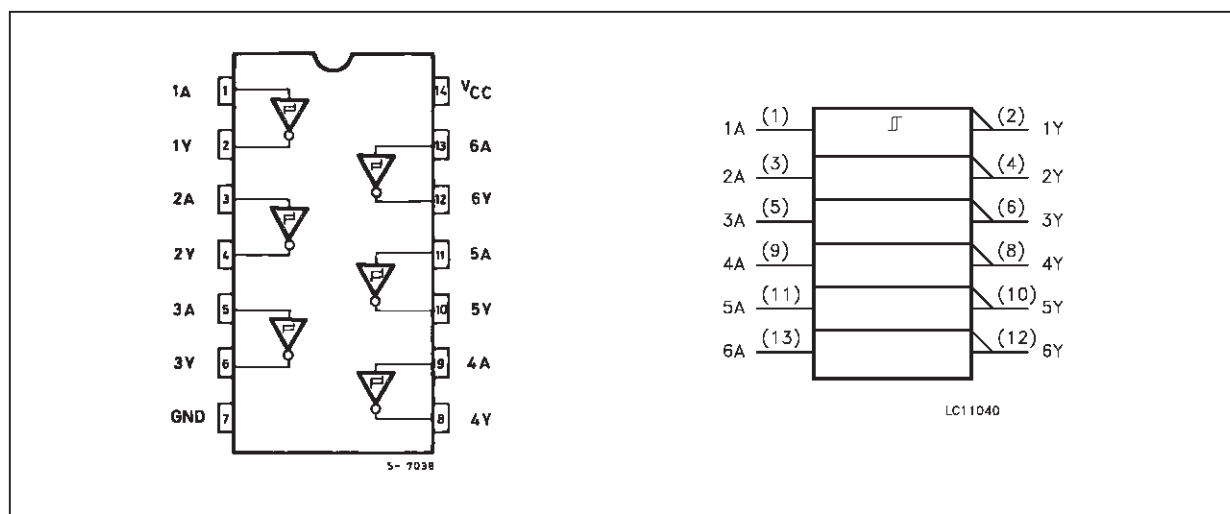 1A 1 14 VCC
1Y 2 13 6A
2A 3 12 6Y
2Y 4 11 5A
3A 5 10 5Y
3Y 6 9 4A
GND 7 8 4Y
S- 7038
1A (1) (2) 1Y
2A (3) (4) 2Y
3A (5) (6) 3Y
4A (9) (8) 4Y
5A (11) (10) 5Y
6A (13) (12) 6Y
LC11040